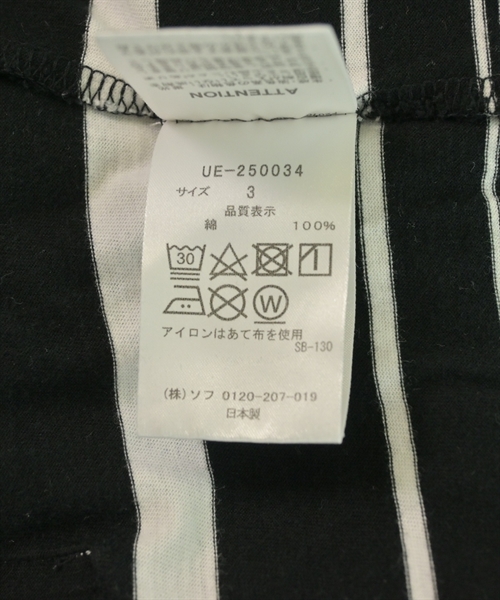 ATTENTION
UE-250034
サイズ 3
品質表示
綿 100%
30
W
アイロンはあて布を使用
SB-130
(株)ソフ 0120-207-019
日本製